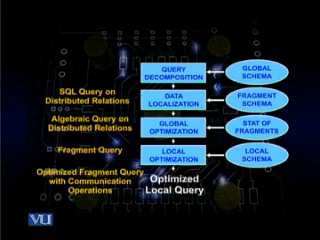 QUERY
DECOMPOSITION
GLOBAL
SCHEMA
SQL Query on
Distributed Relations
DATA
LOCALIZATION
FRAGMENT
SCHEMA
Algebraic Query on
Distributed Relations
GLOBAL
OPTIMIZATION
STAT OF
FRAGMENTS
Fragment Query
LOCAL
OPTIMIZATION
LOCAL
SCHEMA
Optimized Fragment Query
with Communication
Operations
Optimized
Local Query
VU